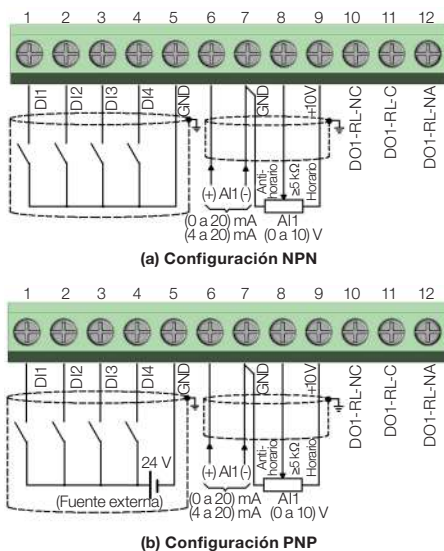 1 2 3 4 5 6 7 8 9 10 11 12
DI1
DI2
DI3
DI4
GND
GND
+10V
DO1-RL-NC
DO1-RL-C
DO1-RL-NA
Anti-
horario
≥5 kΩ
Horario
(+) AI1 (-)
(0 a 20) mA
(4 a 20) mA
AI1
(0 a 10) V
(a) Configuración NPN
1 2 3 4 5 6 7 8 9 10 11 12
DI1
DI2
DI3
DI4
GND
GND
+10V
DO1-RL-NC
DO1-RL-C
DO1-RL-NA
24 V
(Fuente externa)
Anti-
horario
≥5 kΩ
Horario
(+) AI1 (-)
(0 a 20) mA
(4 a 20) mA
AI1
(0 a 10) V
(b) Configuración PNP